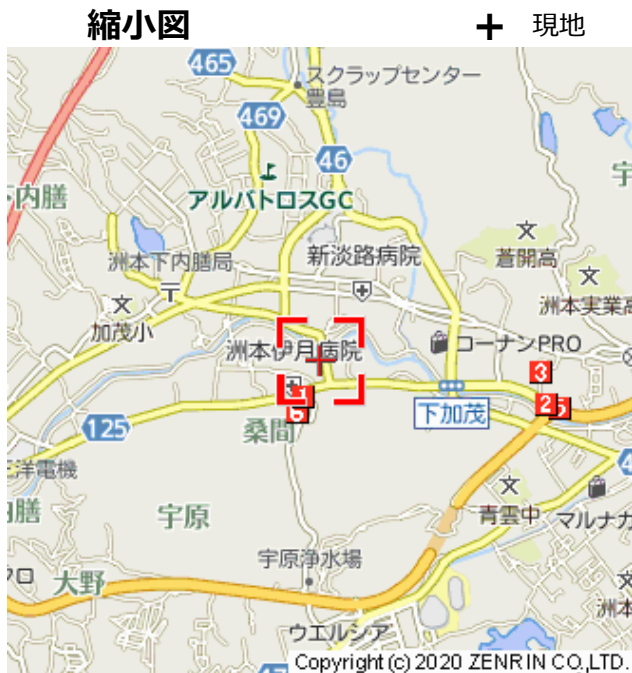 縮小図
現地
465
スクラップセンター
豊島
469
46
宇
下内膳
アルバトロスGC
新淡路病院
蒼開高
洲本下内膳局
洲本実業高
加茂小
洲本伊月病院
コーナンPRO
3
2
6
125
桑間
下加茂
洋電機
青雲中
マルナカ
宇原
宇原浄水場
大野
洲本
ウエルシア
Copyright (c) 2020 ZENRIN CO.,LTD.